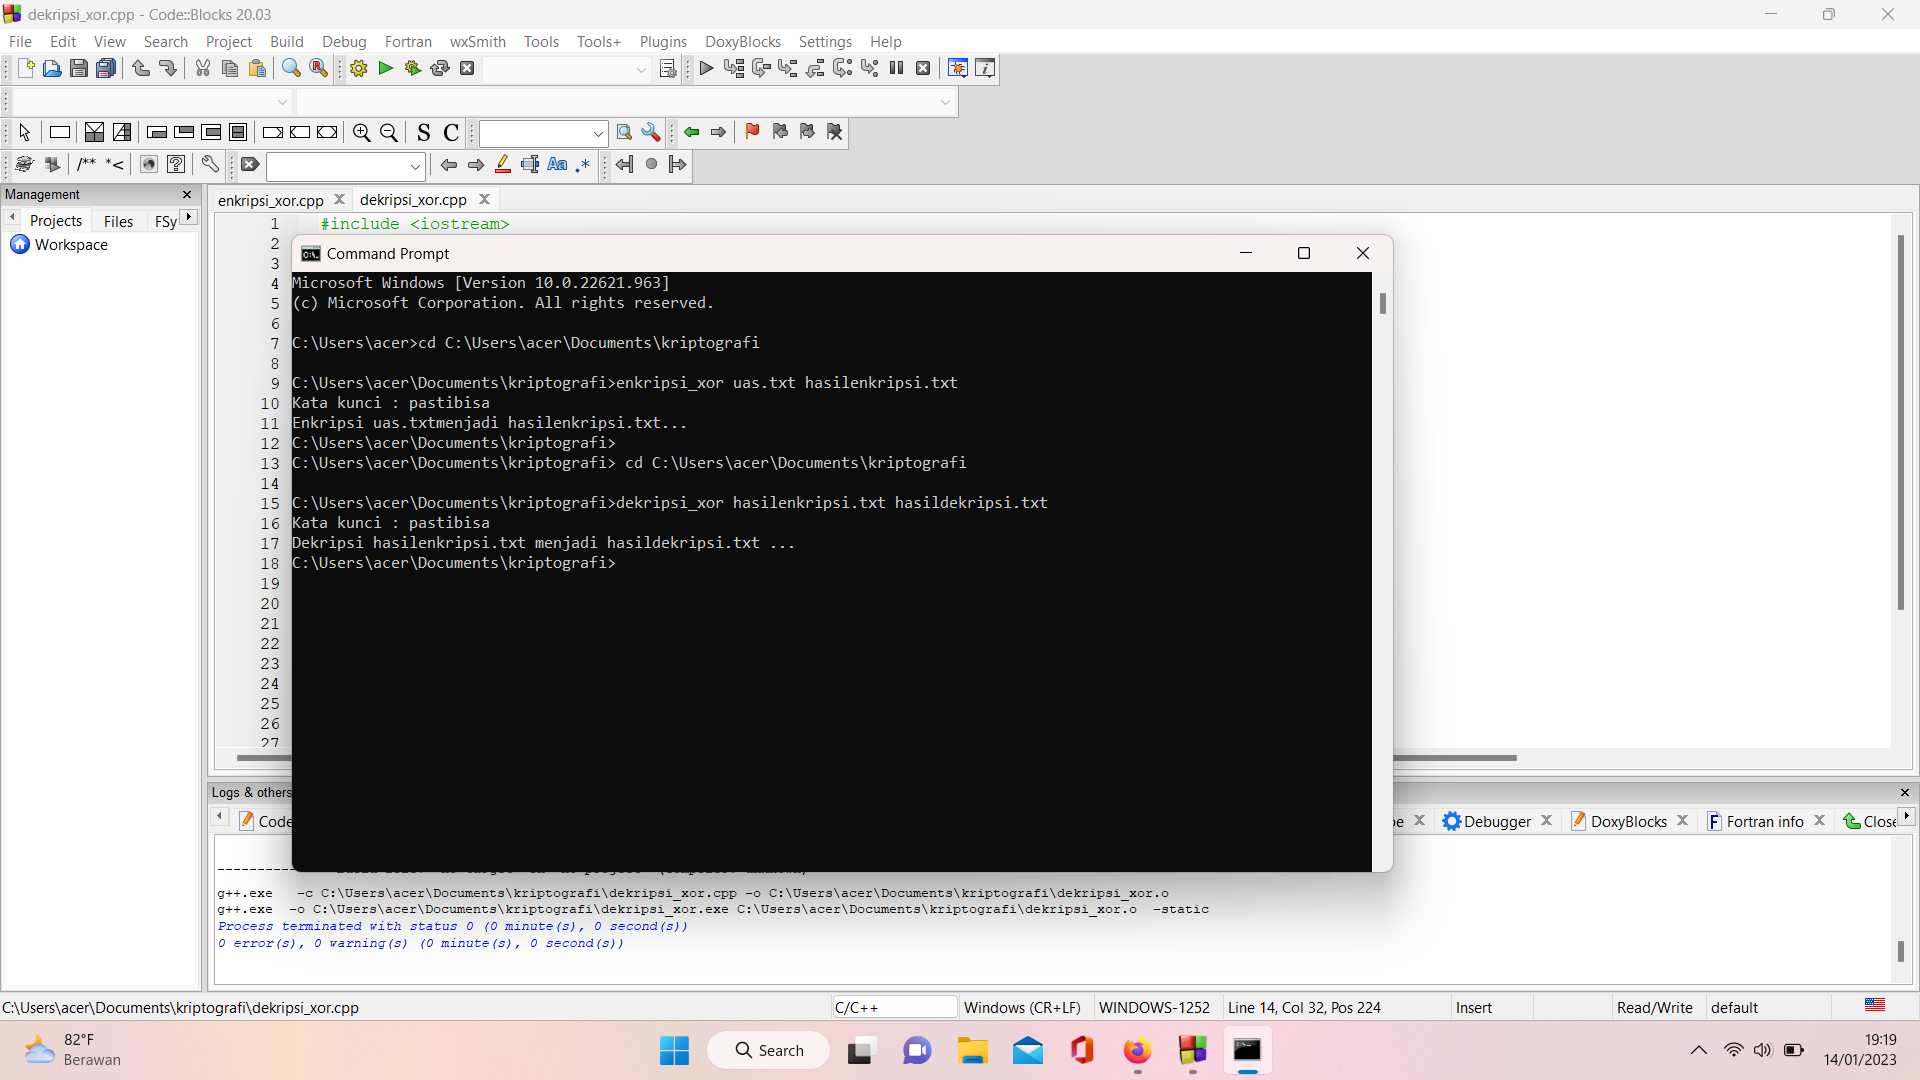 dekripsi_xor.cpp - Code::Blocks 20.03
File Edit View Search Project Build Debug Fortran wxSmith Tools Tools+ Plugins DoxyBlocks Settings Help
S C
/** *<
Aa .*
Management
Projects Files FSy
Workspace
enkripsi_xor.cpp dekripsi_xor.cpp
1 #include <iostream>
2
3
4
5
6
7
8
9
10
11
12
13
14
15
16
17
18
19
20
21
22
23
24
25
26
27
Command Prompt
Microsoft Windows [Version 10.0.22621.963]
(c) Microsoft Corporation. All rights reserved.
C:\Users\acer>cd C:\Users\acer\Documents\kriptografi
C:\Users\acer\Documents\kriptografi>enkripsi_xor uas.txt hasilenkripsi.txt
Kata kunci : pastibisa
Enkripsi uas.txtmenjadi hasilenkripsi.txt...
C:\Users\acer\Documents\kriptografi>
C:\Users\acer\Documents\kriptografi> cd C:\Users\acer\Documents\kriptografi
C:\Users\acer\Documents\kriptografi>dekripsi_xor hasilenkripsi.txt hasildekripsi.txt
Kata kunci : pastibisa
Dekripsi hasilenkripsi.txt menjadi hasildekripsi.txt ...
C:\Users\acer\Documents\kriptografi>
Logs & others
Code
Debugger DoxyBlocks Fortran info Close
g++.exe -c C:\Users\acer\Documents\kriptografi\dekripsi_xor.cpp -o C:\Users\acer\Documents\kriptografi\dekripsi_xor.o
g++.exe -o C:\Users\acer\Documents\kriptografi\dekripsi_xor.exe C:\Users\acer\Documents\kriptografi\dekripsi_xor.o -static
Process terminated with status 0 (0 minute(s), 0 second(s))
0 error(s), 0 warning(s) (0 minute(s), 0 second(s))
C:\Users\acer\Documents\kriptografi\dekripsi_xor.cpp C/C++ Windows (CR+LF) WINDOWS-1252 Line 14, Col 32, Pos 224 Insert Read/Write default
82°F
Berawan
Search
19:19
14/01/2023